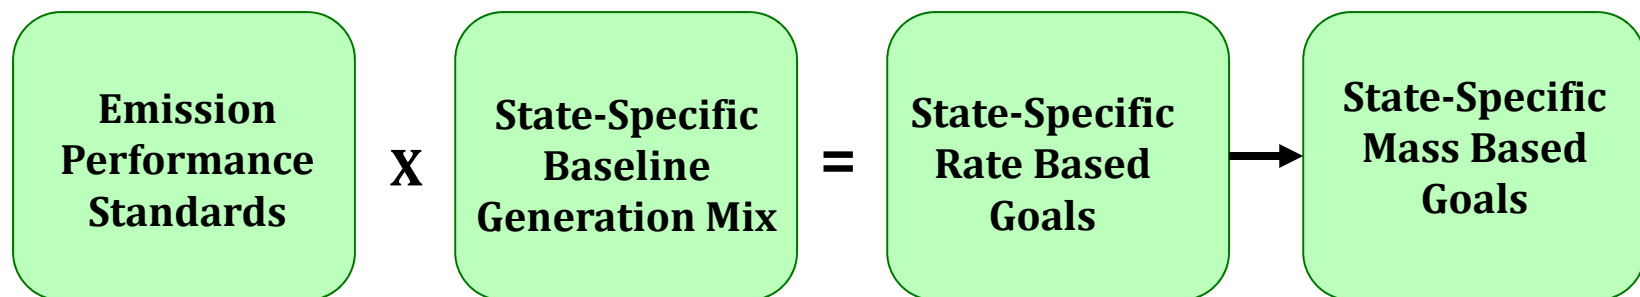 Emission
Performance
Standards
X
State-Specific
Baseline
Generation Mix
=
State-Specific
Rate Based
Goals
State-Specific
Mass Based
Goals